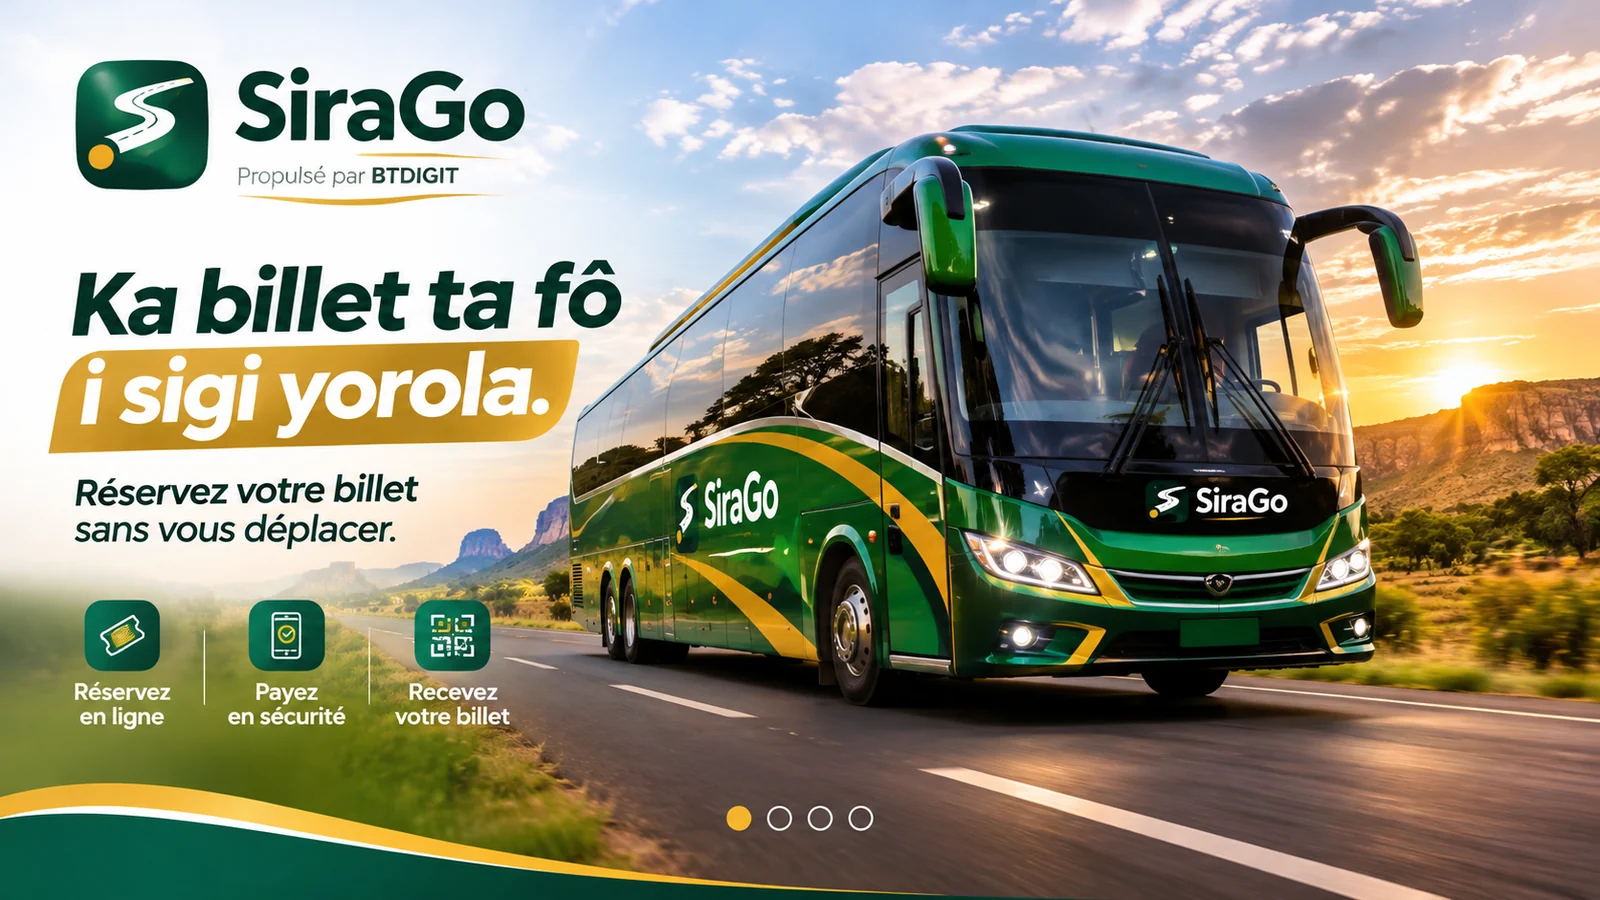 SiraGo
Propulsé par BTDIGIT
Ka billet ta fô
i sigi yorola.
Réservez votre billet
sans vous déplacer.
Réservez
en ligne
Payez
en sécurité
Recevez
votre billet
SiraGo
SiraGo